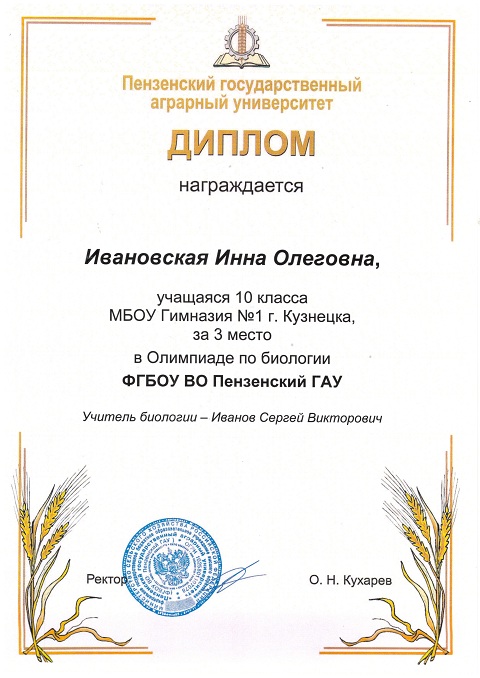 Пензенский государственный
аграрный университет
ДИПЛОМ
награждается
Ивановская Инна Олеговна,
учащаяся 10 класса
МБОУ Гимназия №1 г. Кузнецка,
за 3 место
в Олимпиаде по биологии
ФГБОУ ВО Пензенский ГАУ
Учитель биологии – Иванов Сергей Викторович
Ректор
О. Н. Кухарев